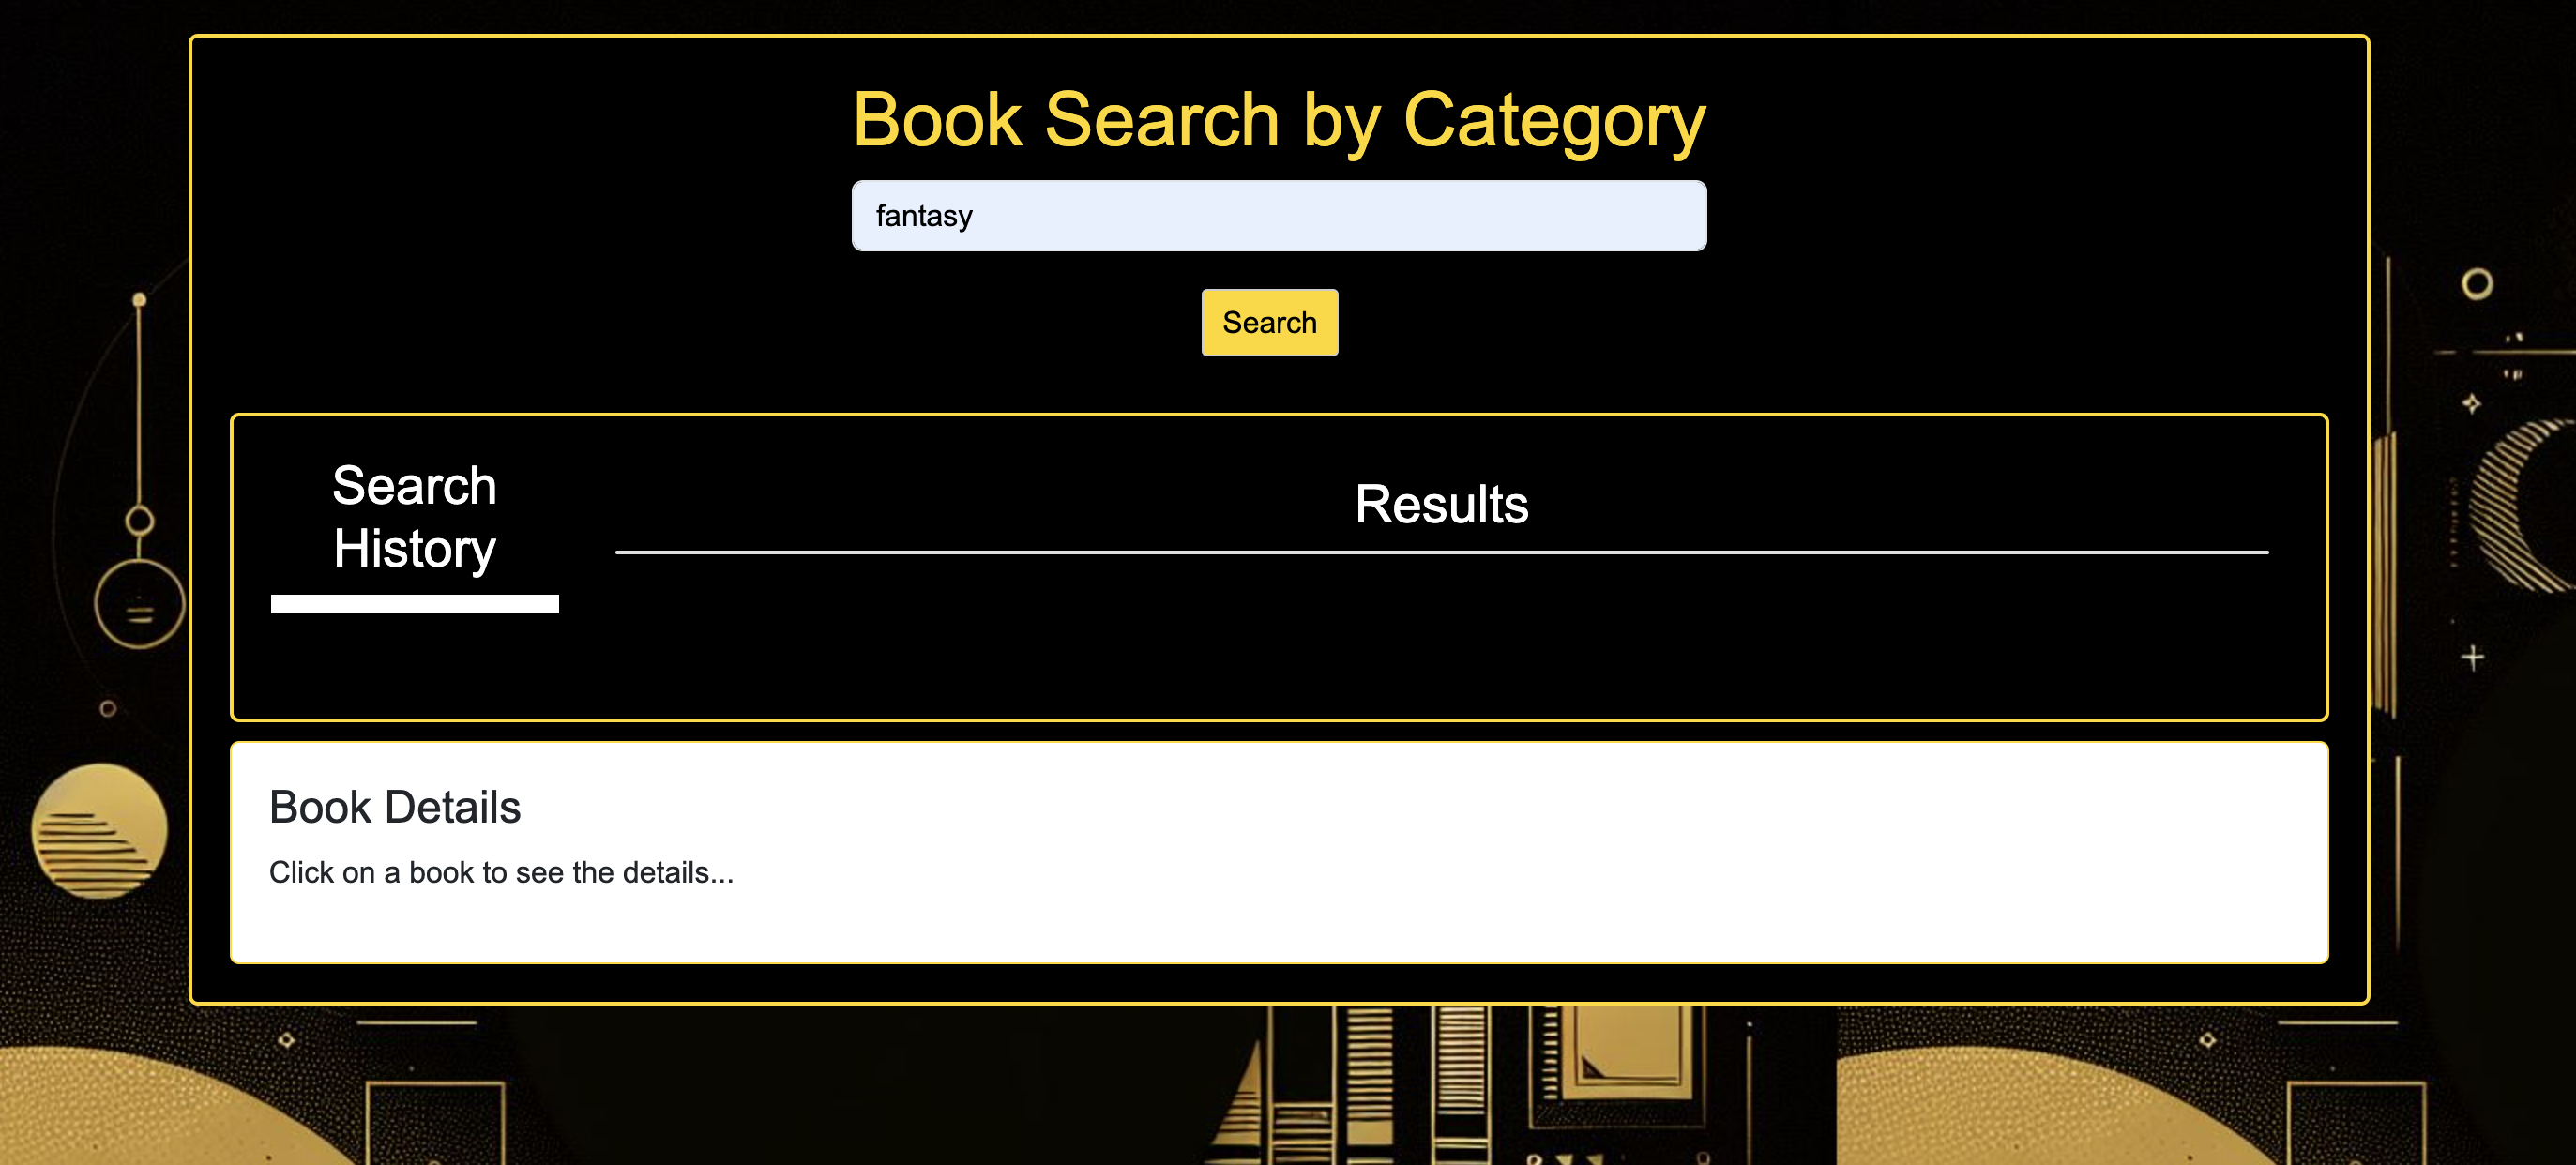 Book Search by Category
fantasy
Search
Search
History
Results
Book Details
Click on a book to see the details...